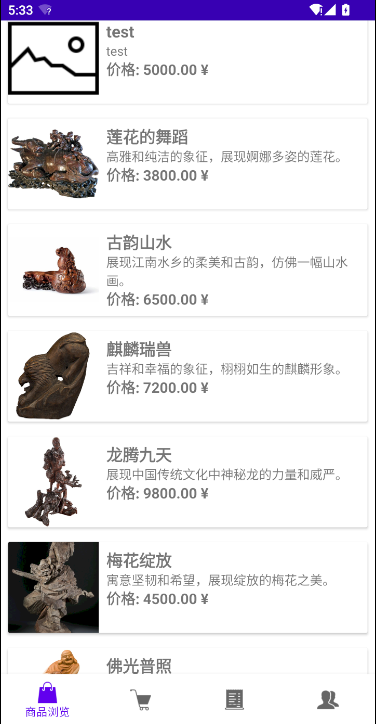 5:33
test
test
价格: 5000.00 ¥
莲花的舞蹈
高雅和纯洁的象征，展现婀娜多姿的莲花。
价格: 3800.00 ¥
古韵山水
展现江南水乡的柔美和古韵，仿佛一幅山水
画。
价格: 6500.00 ¥
麒麟瑞兽
吉祥和幸福的象征，栩栩如生的麒麟形象。
价格: 7200.00 ¥
龙腾九天
展现中国传统文化中神秘龙的力量和威严。
价格: 9800.00 ¥
梅花绽放
寓意坚韧和希望，展现绽放的梅花之美。
价格: 4500.00 ¥
佛光普照
商品浏览